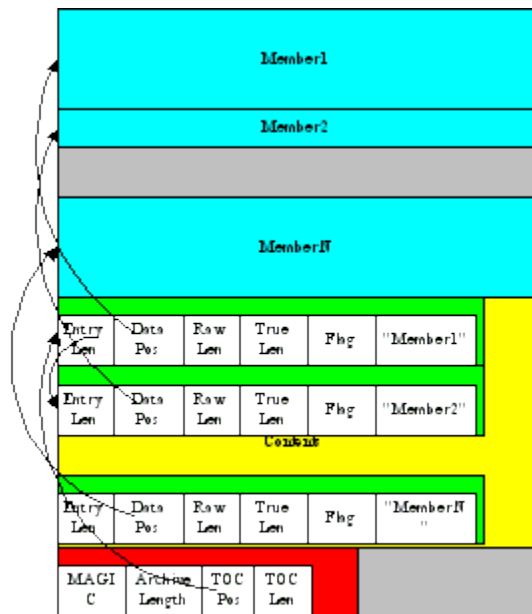 Member1
Member2
MemberN
Entry Data Raw True Flag "Member1"
Len Pos Len Len
Entry Data Raw True Flag "Member2"
Len Pos Len Len
Content
Entry Data Raw True Flag "MemberN
Len Pos Len Len "
MAGI Archive TOC TOC
C Length Pos Len